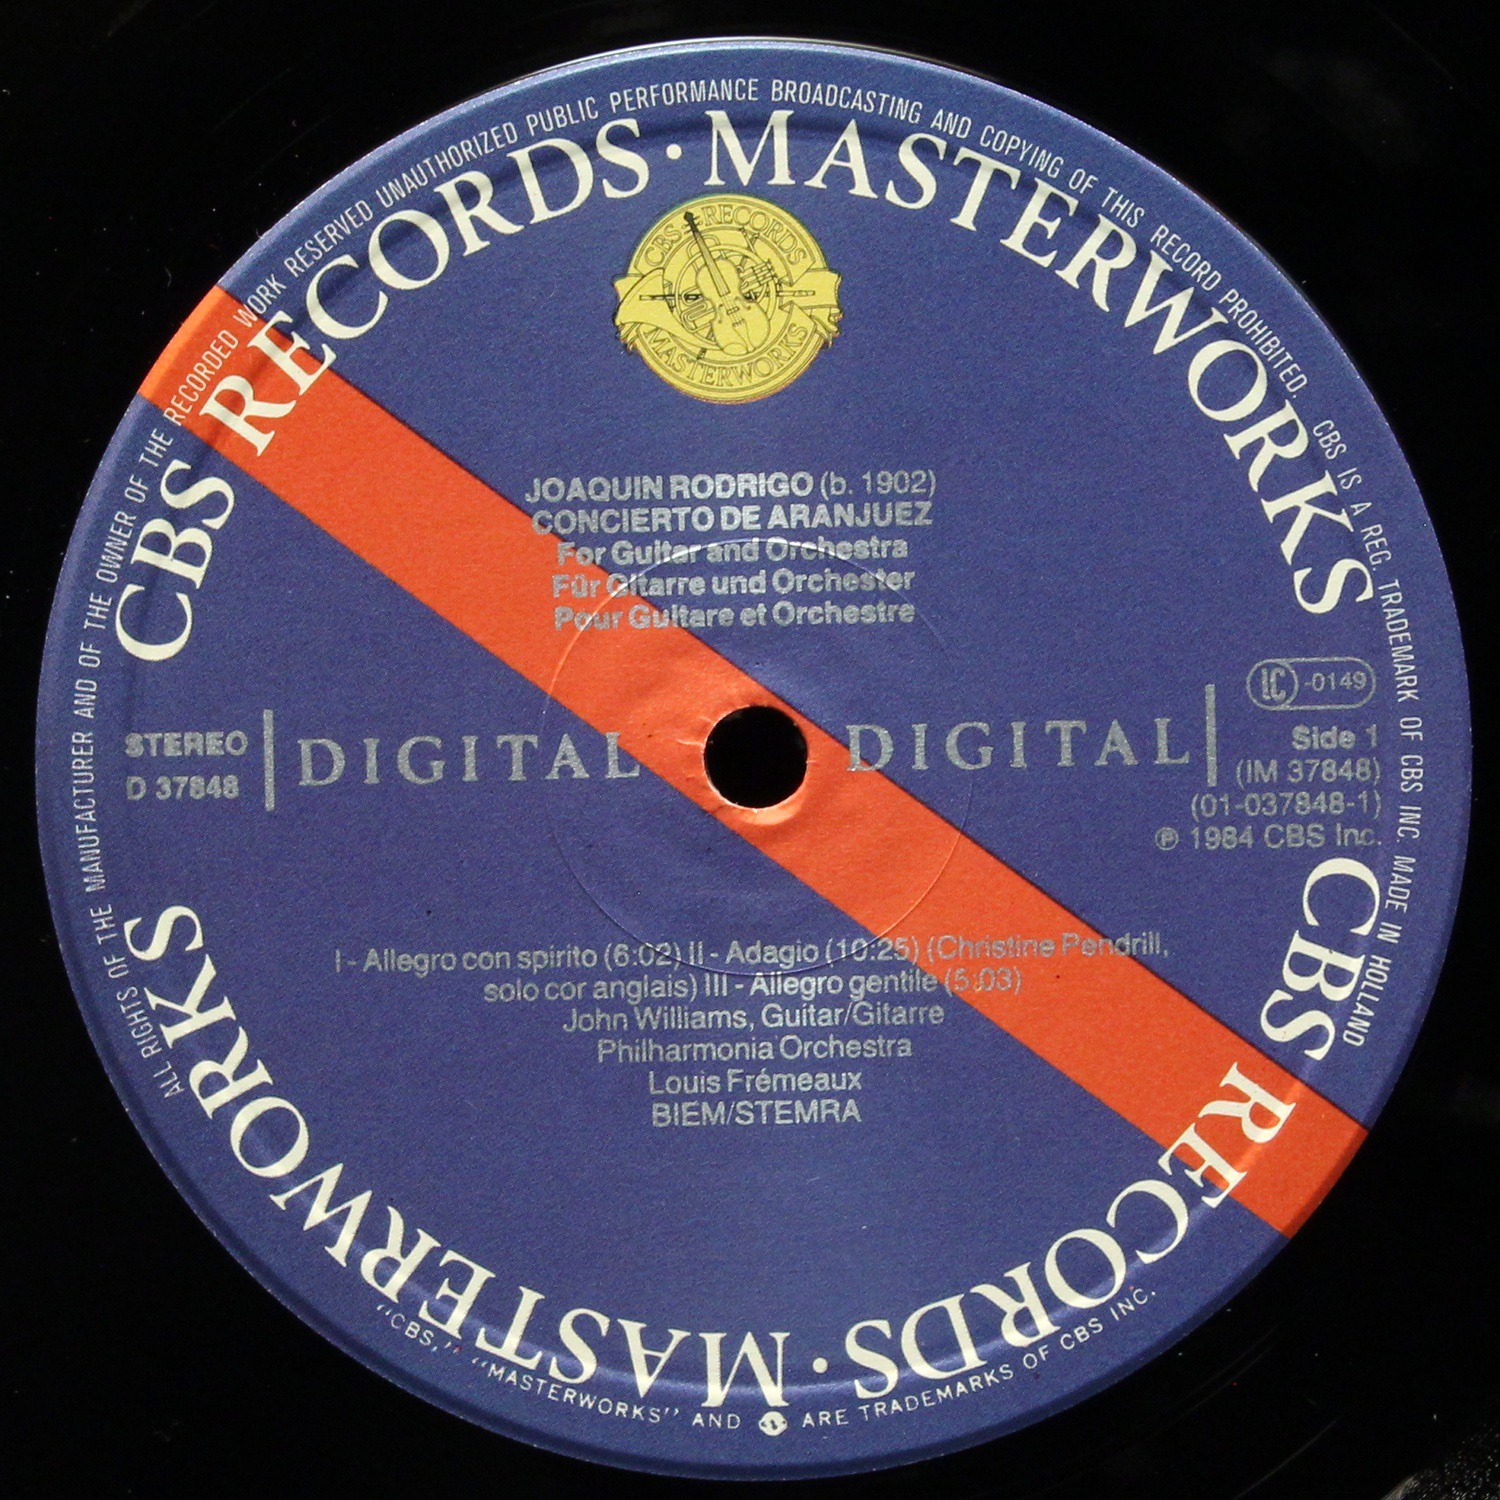 ALL RIGHTS OF THE MANUFACTURER AND OF THE OWNER OF THE RECORDED WORK RESERVED UNAUTHORIZED PUBLIC PERFORMANCE BROADCASTING AND COPYING OF THIS RECORD PROHIBITED. CBS IS A REG. TRADEMARK OF CBS INC. MADE IN HOLLAND
CBS RECORDS · MASTERWORKS
CBS RECORDS
MASTERWORKS
JOAQUIN RODRIGO (b. 1902)
CONCIERTO DE ARANJUEZ
For Guitar and Orchestra
Für Gitarre und Orchester
Pour Guitare et Orchestre
STEREO
D 37848
DIGITAL
DIGITAL
LC -0149
Side 1
(IM 37848)
(01-037848-1)
℗ 1984 CBS Inc.
I - Allegro con spirito (6:02) II - Adagio (10:25) (Christine Pendrill,
solo cor anglais) III - Allegro gentile (5:03)
John Williams, Guitar/Gitarre
Philharmonia Orchestra
Louis Frémeaux
BIEM/STEMRA
CBS RECORDS · MASTERWORKS
"CBS," "MASTERWORKS" AND ARE TRADEMARKS OF CBS INC.